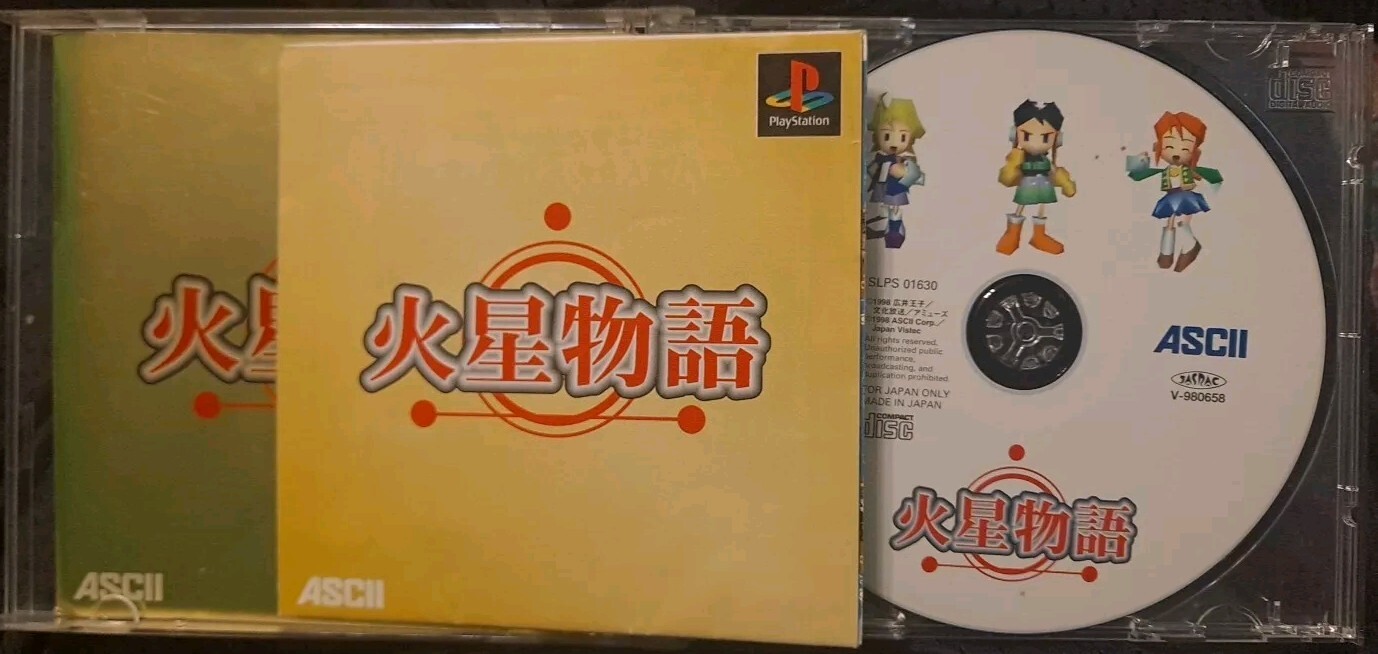 火星
ASCII
PlayStation
火星物語
ASCII
SLPS 01630
©1998 広井王子/
文化放送/アミューズ
©1998 ASCII Corp./
Japan Vistec
All rights reserved.
Unauthorized public
performance,
broadcasting, and
duplication prohibited.
FOR JAPAN ONLY
MADE IN JAPAN
COMPACT
disc
ASCII
JASRAC
V-980658
火星物語
COMPACT
disc
DIGITAL AUDIO